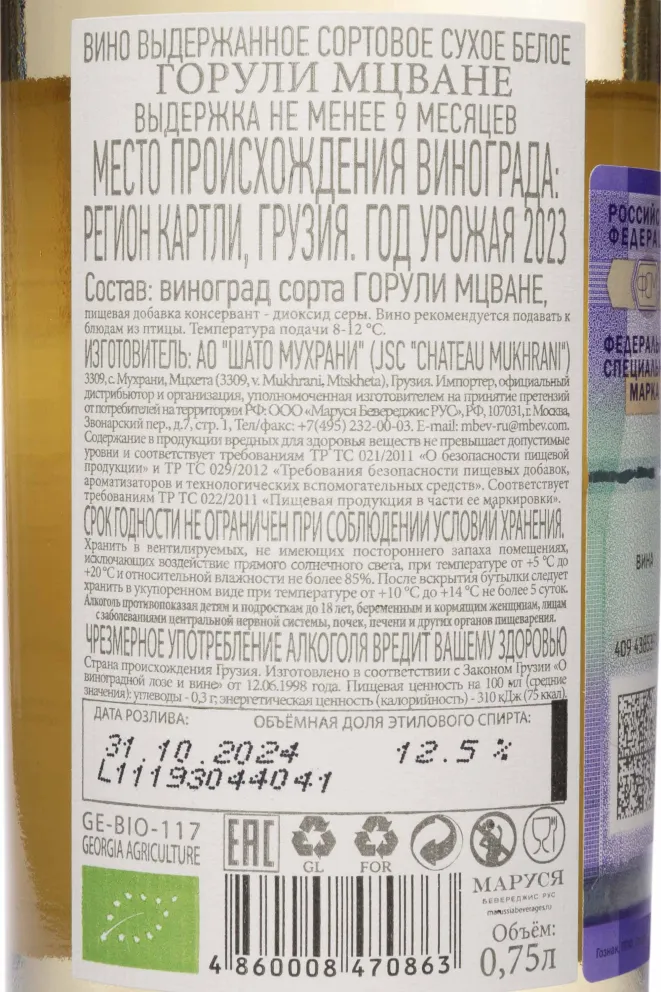 ВИНО ВЫДЕРЖАННОЕ СОРТОВОЕ СУХОЕ БЕЛОЕ
ГОРУЛИ МЦВАНЕ
ВЫДЕРЖКА НЕ МЕНЕЕ 9 МЕСЯЦЕВ
МЕСТО ПРОИСХОЖДЕНИЯ ВИНОГРАДА:
РЕГИОН КАРТЛИ, ГРУЗИЯ. ГОД УРОЖАЯ 2023
Состав: виноград сорта ГОРУЛИ МЦВАНЕ,
пищевая добавка консервант - диоксид серы. Вино рекомендуется подавать к
блюдам из птицы. Температура подачи 8-12 °С.
ИЗГОТОВИТЕЛЬ: АО "ШАТО МУХРАНИ" (JSC "CHATEAU MUKHRANI")
3309, с. Мухрани, Мцхета (3309, v. Mukhrani, Mtskheta), Грузия. Импортер, официальный
дистрибьютор и организация, уполномоченная изготовителем на принятие претензий
от потребителей на территории РФ: ООО «Маруся Бевереджис РУС», РФ, 107031, г. Москва,
Звонарский пер., д.7, стр. 1, Тел/факс: +7(495) 232-00-03. E-mail: mbev-ru@mbev.com.
Содержание в продукции вредных для здоровья веществ не превышает допустимые
уровни и соответствует требованиям ТР ТС 021/2011 «О безопасности пищевой
продукции» и ТР ТС 029/2012 «Требования безопасности пищевых добавок,
ароматизаторов и технологических вспомогательных средств». Соответствует
требованиям ТР ТС 022/2011 «Пищевая продукция в части ее маркировки».
СРОК ГОДНОСТИ НЕ ОГРАНИЧЕН ПРИ СОБЛЮДЕНИИ УСЛОВИЙ ХРАНЕНИЯ.
Хранить в вентилируемых, не имеющих постороннего запаха помещениях,
исключающих воздействие прямого солнечного света, при температуре от +5 °С до
+20 °С и относительной влажности не более 85%. После вскрытия бутылки следует
хранить в укупоренном виде при температуре от +10 °С до +14 °С не более 5 суток.
Алкоголь противопоказан детям и подросткам до 18 лет, беременным и кормящим женщинам, лицам
с заболеваниями центральной нервной системы, почек, печени и других органов пищеварения.
ЧРЕЗМЕРНОЕ УПОТРЕБЛЕНИЕ АЛКОГОЛЯ ВРЕДИТ ВАШЕМУ ЗДОРОВЬЮ
Страна происхождения Грузия. Изготовлено в соответствии с Законом Грузии «О
виноградной лозе и вине» от 12.06.1998 года. Пищевая ценность на 100 мл (средние
значения): углеводы - 0,3 г; энергетическая ценность (калорийность) - 310 кДж (75 ккал).
ДАТА РОЗЛИВА: ОБЪЁМНАЯ ДОЛЯ ЭТИЛОВОГО СПИРТА:
31.10.2024 12.5 %
L11193044041
GE-BIO-117
GEORGIA AGRICULTURE
EAC
GL
FOR
МАРУСЯ
БЕВЕРЕДЖИС РУС
marussiabeverages.ru
Объём:
0,75л
4 860008 470863
РОССИЙС
ФЕДЕРА
ФСМ
ФЕДЕРАЛЬ
СПЕЦИАЛЬ
МАРКА
ВИНА